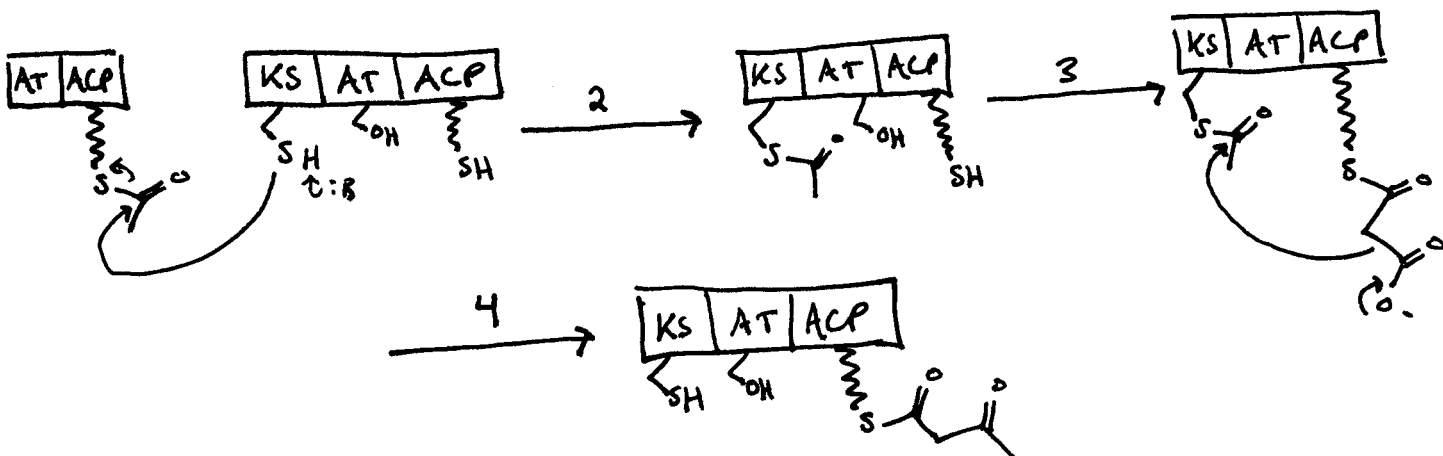 AT ACP
KS AT ACP
2
KS AT ACP
3
KS AT ACP
S O
S H
:B
OH
SH
S O
OH
SH
S O
S O
O
O-
4
KS AT ACP
SH
OH
S O O